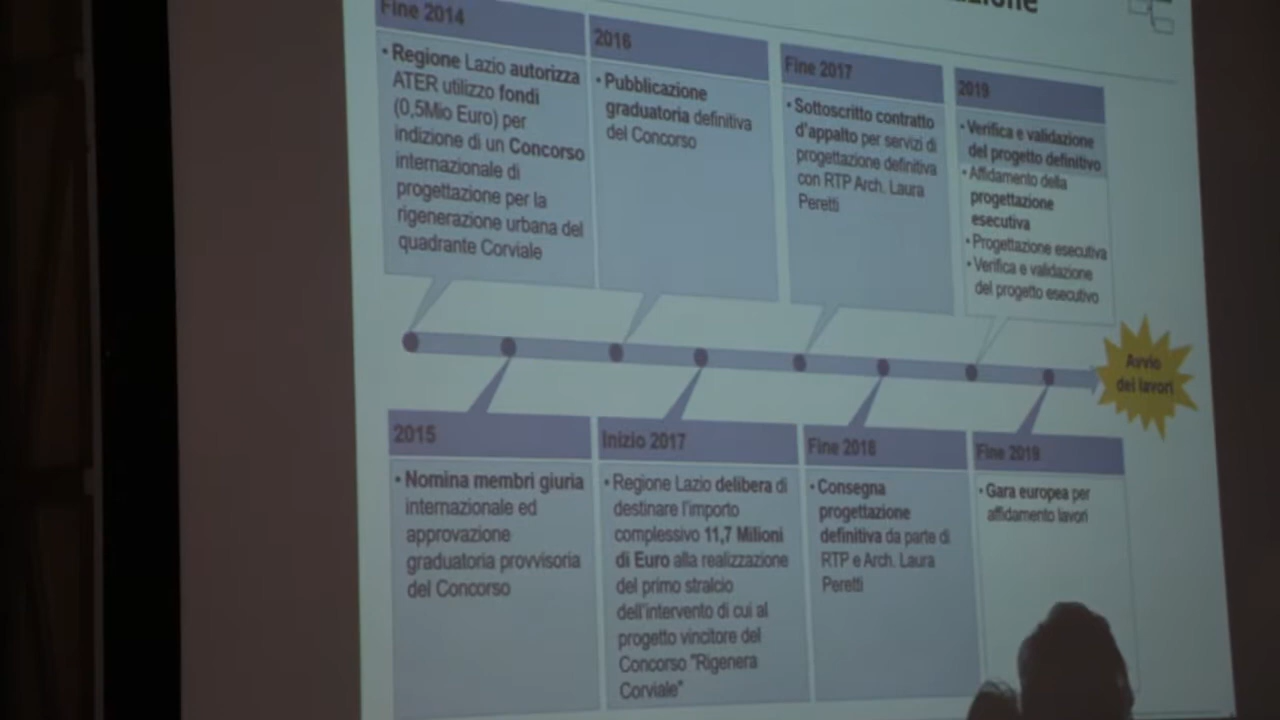 Fine 2014
• Regione Lazio autorizza
ATER utilizzo fondi
(0,5Mio Euro) per
indizione di un Concorso
internazionale di
progettazione per la
rigenerazione urbana del
quadrante Corviale
2016
• Pubblicazione
graduatoria definitiva
del Concorso
Fine 2017
• Sottoscritto contratto
d'appalto per servizi di
progettazione definitiva
con RTP Arch. Laura
Peretti
2019
• Verifica e validazione
del progetto definitivo
• Affidamento della
progettazione
esecutiva
• Progettazione esecutiva
• Verifica e validazione
del progetto esecutivo
Avvio
dei lavori
2015
• Nomina membri giuria
internazionale ed
approvazione
graduatoria provvisoria
del Concorso
Inizio 2017
• Regione Lazio delibera di
destinare l'importo
complessivo 11,7 Milioni
di Euro alla realizzazione
del primo stralcio
dell'intervento di cui al
progetto vincitore del
Concorso "Rigenera
Corviale"
Fine 2018
• Consegna
progettazione
definitiva da parte di
RTP e Arch. Laura
Peretti
Fine 2019
• Gara europea per
affidamento lavori